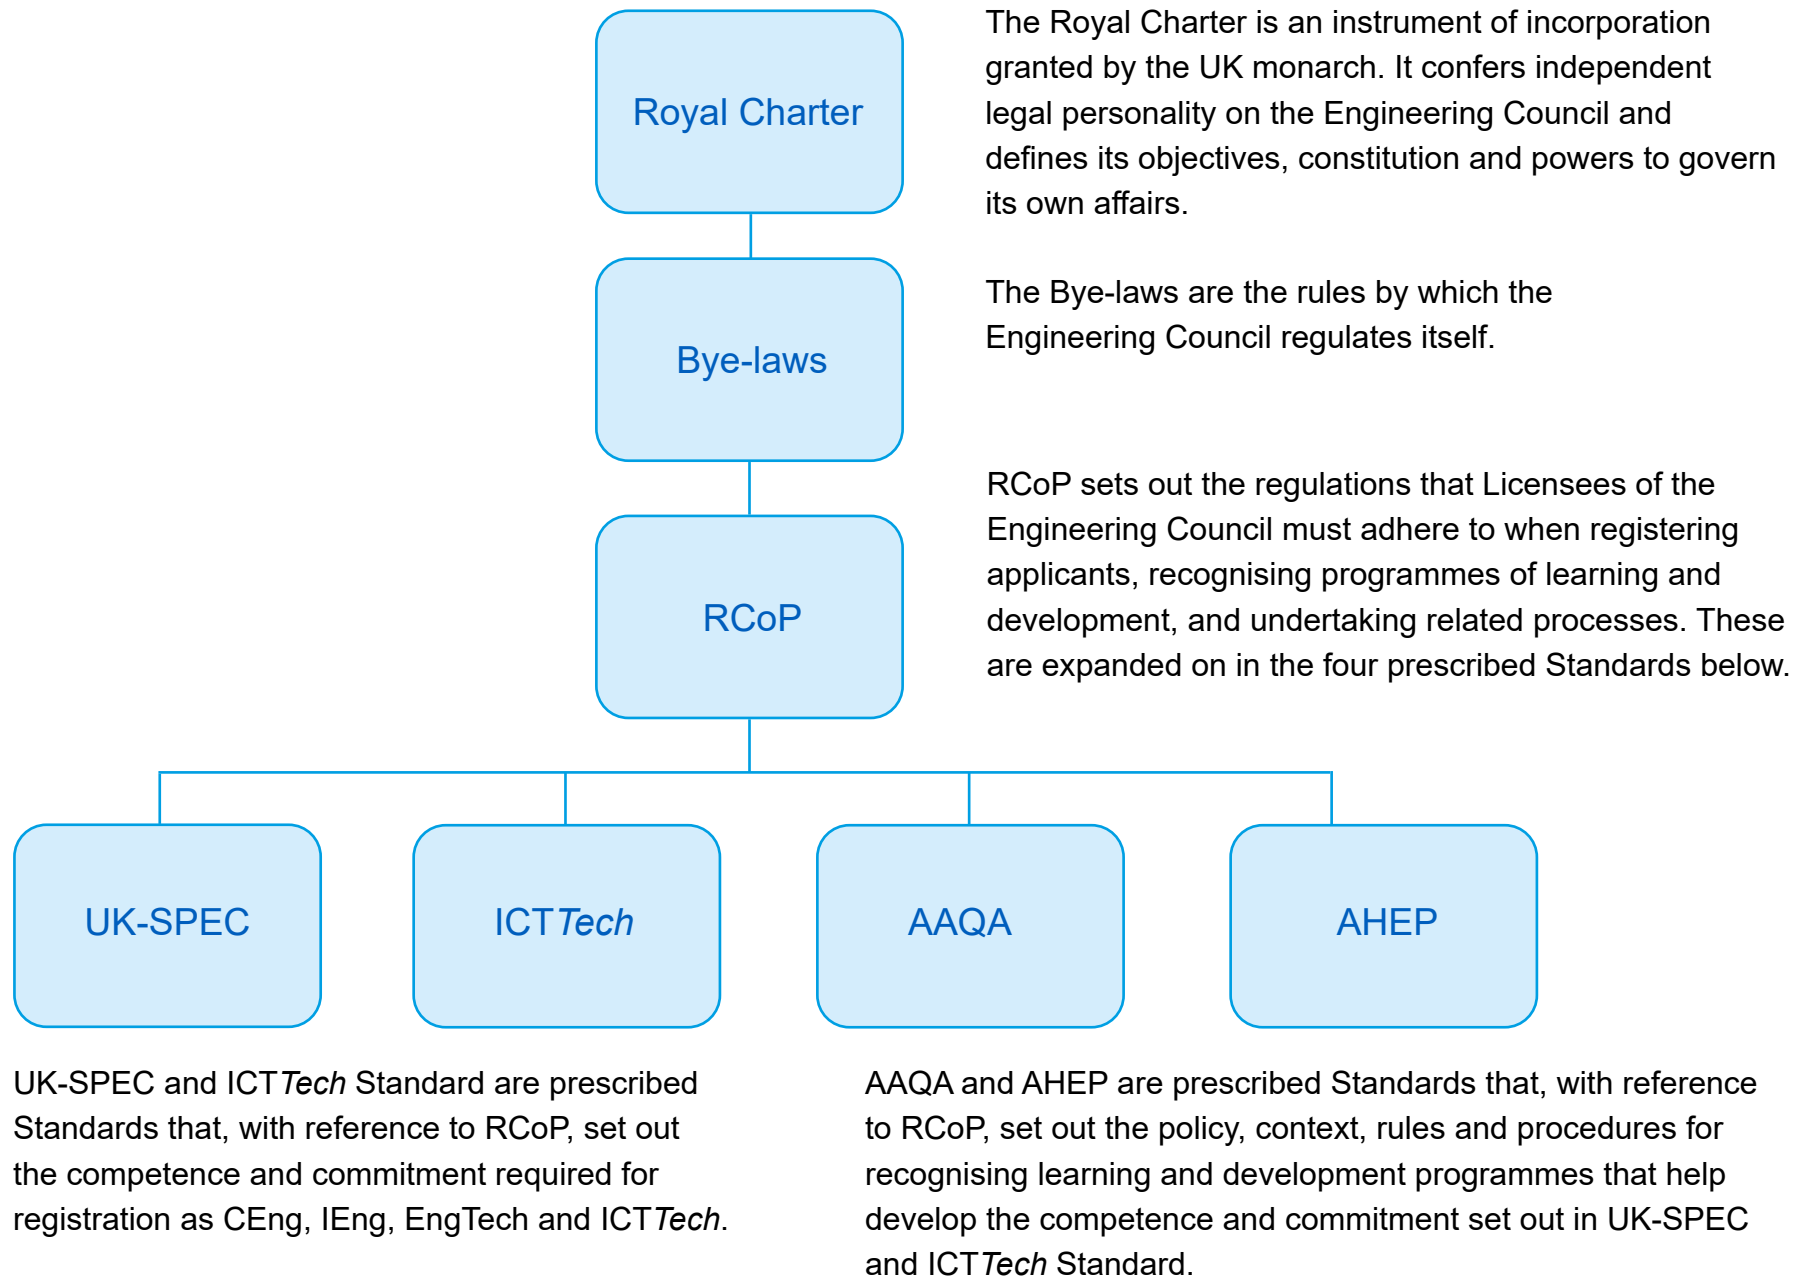 Royal Charter
The Royal Charter is an instrument of incorporation
granted by the UK monarch. It confers independent
legal personality on the Engineering Council and
defines its objectives, constitution and powers to govern
its own affairs.
Bye-laws
The Bye-laws are the rules by which the
Engineering Council regulates itself.
RCoP
RCoP sets out the regulations that Licensees of the
Engineering Council must adhere to when registering
applicants, recognising programmes of learning and
development, and undertaking related processes. These
are expanded on in the four prescribed Standards below.
UK-SPEC
ICTTech
AAQA
AHEP
UK-SPEC and ICTTech Standard are prescribed
Standards that, with reference to RCoP, set out
the competence and commitment required for
registration as CEng, IEng, EngTech and ICTTech.
AAQA and AHEP are prescribed Standards that, with reference
to RCoP, set out the policy, context, rules and procedures for
recognising learning and development programmes that help
develop the competence and commitment set out in UK-SPEC
and ICTTech Standard.